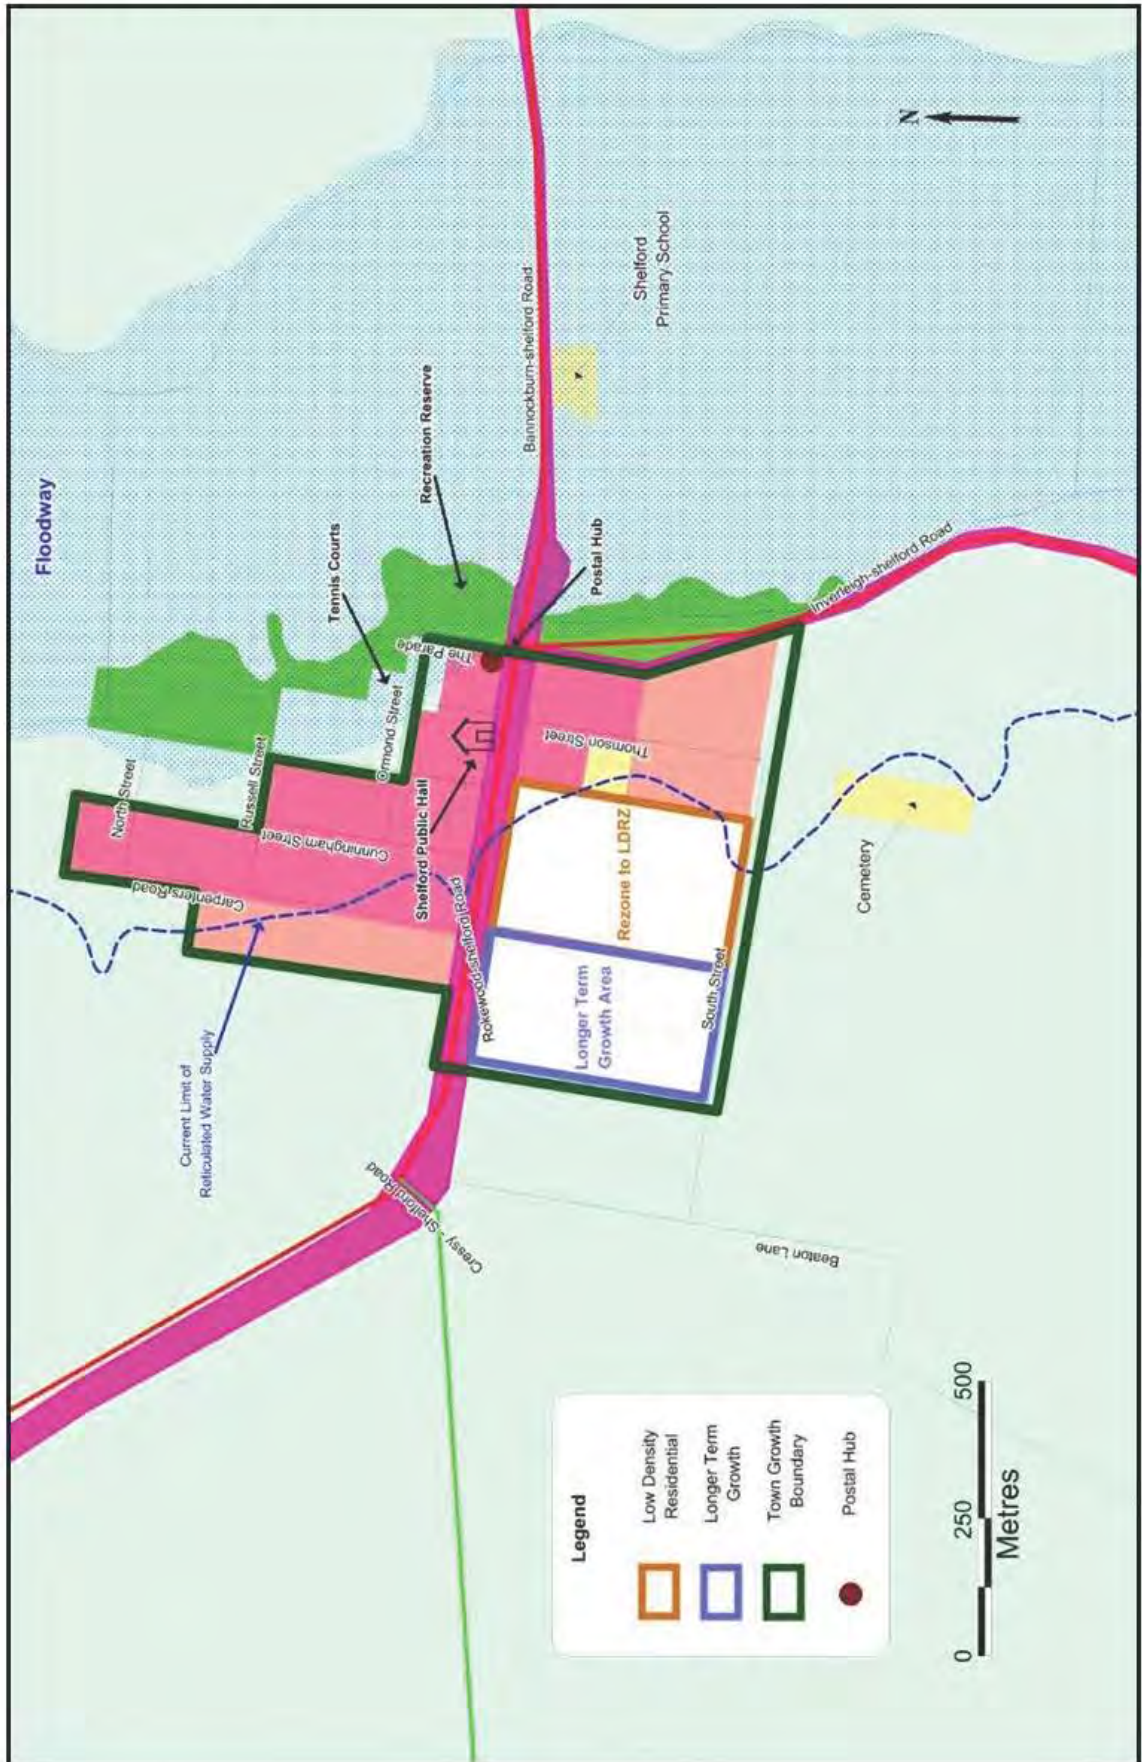 Floodway
N
Shelford
Primary School
Bannockburn-shelford Road
Recreation Reserve
Tennis Courts
Postal Hub
Inverleigh-shelford Road
The Parade
Ormond Street
Thomson Street
Russell Street
North Street
Cunningham Street
Shelford Public Hall
Carpenters Road
Rokewood-shelford Road
Rezone to LDRZ
Cemetery
Longer Term
Growth Area
South Street
Current Limit of
Reticulated Water Supply
Cressy - Shelford Road
Beaton Lane
Legend
Low Density
Residential
Longer Term
Growth
Town Growth
Boundary
Postal Hub
0 250 500
Metres